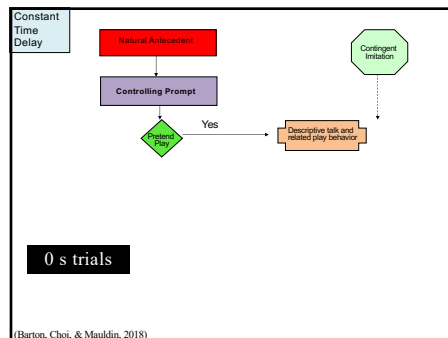 Constant
Time
Delay
Natural Antecedent
Contingent
Imitation
Controlling Prompt
Yes
Pretend
Play
Descriptive talk and
related play behavior
0 s trials
(Barton, Choi, & Mauldin, 2018)